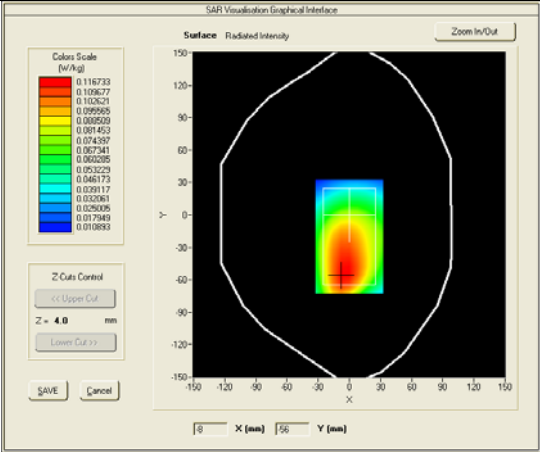 SAR Visualisation Graphical Interface
Surface Radiated Intensity
Zoom In/Out
Colors Scale
(W/kg)
0.116733
0.109677
0.102621
0.095565
0.088509
0.081453
0.074397
0.067341
0.060285
0.053229
0.046173
0.039117
0.032061
0.025005
0.017949
0.010893
Z-Cuts Control
<< Upper Cut
Z = 4.0 mm
Lower Cut >>
SAVE Cancel
150-
120-
90-
60-
30-
0-
-30-
-60-
-90-
-120-
-150-
Y
-150 -120 -90 -60 -30 0 30 60 90 120 150
X
-8 X (mm) -56 Y (mm)